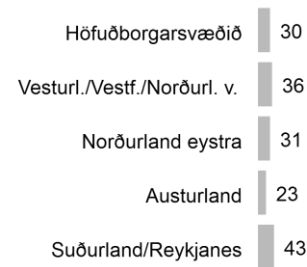 Höfuðborgarsvæðið 30
Vesturl./Vestf./Norðurl. v. 36
Norðurland eystra 31
Austurland 23
Suðurland/Reykjanes 43